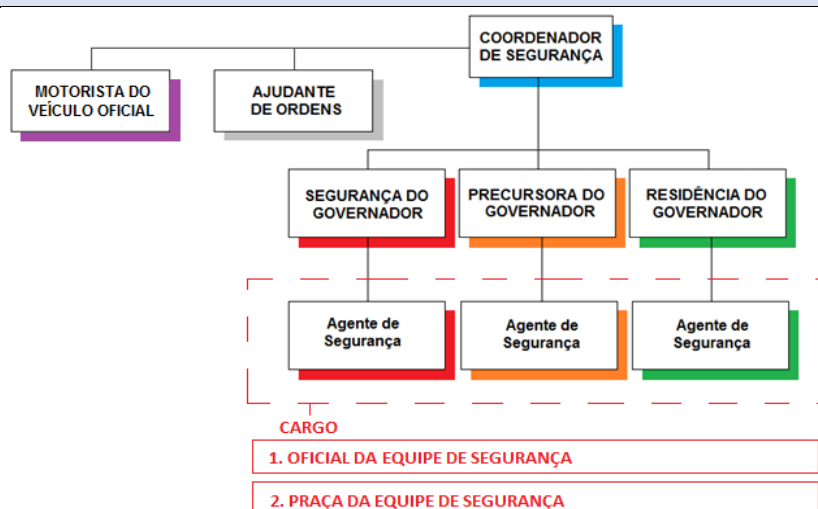 COORDENADOR
DE SEGURANÇA
MOTORISTA DO
VEÍCULO OFICIAL
AJUDANTE
DE ORDENS
SEGURANÇA DO
GOVERNADOR
PRECURSORA DO
GOVERNADOR
RESIDÊNCIA DO
GOVERNADOR
Agente de
Segurança
Agente de
Segurança
Agente de
Segurança
CARGO
1. OFICIAL DA EQUIPE DE SEGURANÇA
2. PRAÇA DA EQUIPE DE SEGURANÇA